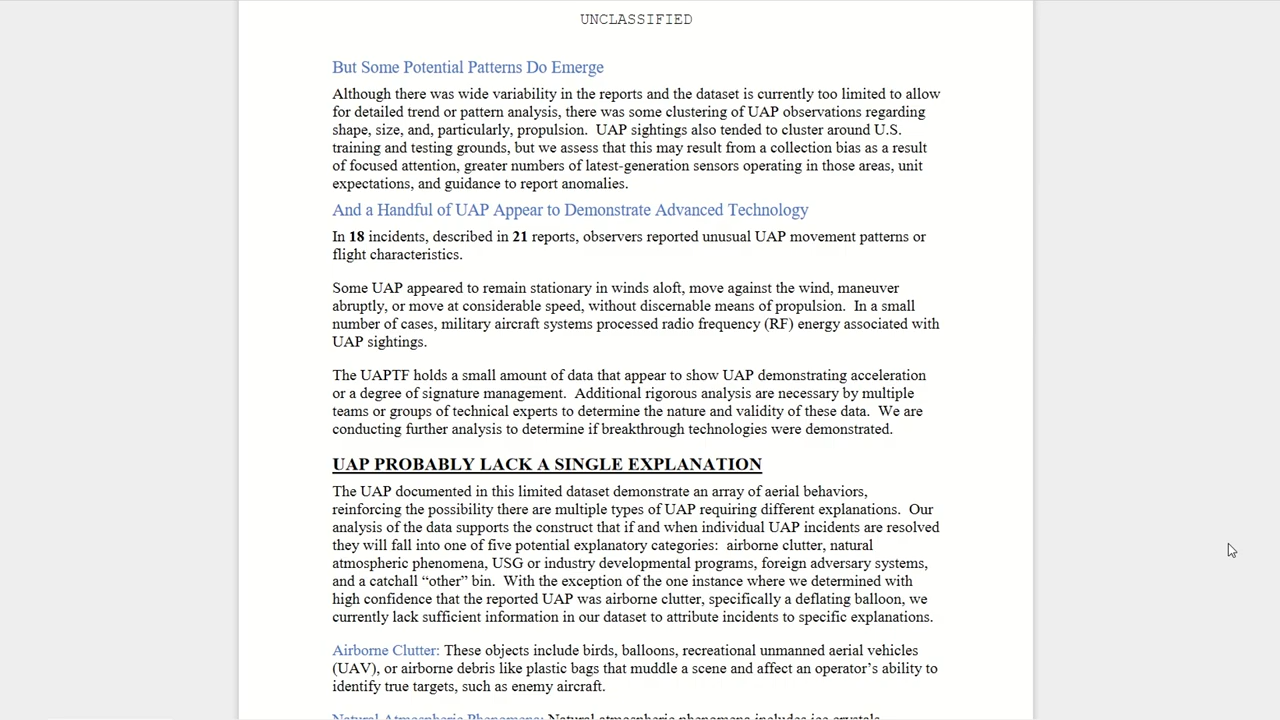 UNCLASSIFIED
But Some Potential Patterns Do Emerge
Although there was wide variability in the reports and the dataset is currently too limited to allow
for detailed trend or pattern analysis, there was some clustering of UAP observations regarding
shape, size, and, particularly, propulsion.  UAP sightings also tended to cluster around U.S.
training and testing grounds, but we assess that this may result from a collection bias as a result
of focused attention, greater numbers of latest-generation sensors operating in those areas, unit
expectations, and guidance to report anomalies.
And a Handful of UAP Appear to Demonstrate Advanced Technology
In 18 incidents, described in 21 reports, observers reported unusual UAP movement patterns or
flight characteristics.
Some UAP appeared to remain stationary in winds aloft, move against the wind, maneuver
abruptly, or move at considerable speed, without discernable means of propulsion.  In a small
number of cases, military aircraft systems processed radio frequency (RF) energy associated with
UAP sightings.
The UAPTF holds a small amount of data that appear to show UAP demonstrating acceleration
or a degree of signature management.  Additional rigorous analysis are necessary by multiple
teams or groups of technical experts to determine the nature and validity of these data.  We are
conducting further analysis to determine if breakthrough technologies were demonstrated.
UAP PROBABLY LACK A SINGLE EXPLANATION
The UAP documented in this limited dataset demonstrate an array of aerial behaviors,
reinforcing the possibility there are multiple types of UAP requiring different explanations.  Our
analysis of the data supports the construct that if and when individual UAP incidents are resolved
they will fall into one of five potential explanatory categories:  airborne clutter, natural
atmospheric phenomena, USG or industry developmental programs, foreign adversary systems,
and a catchall “other” bin.  With the exception of the one instance where we determined with
high confidence that the reported UAP was airborne clutter, specifically a deflating balloon, we
currently lack sufficient information in our dataset to attribute incidents to specific explanations.
Airborne Clutter: These objects include birds, balloons, recreational unmanned aerial vehicles
(UAV), or airborne debris like plastic bags that muddle a scene and affect an operator’s ability to
identify true targets, such as enemy aircraft.
Natural Atmospheric Phenomena: Natural atmospheric phenomena includes ice crystals,